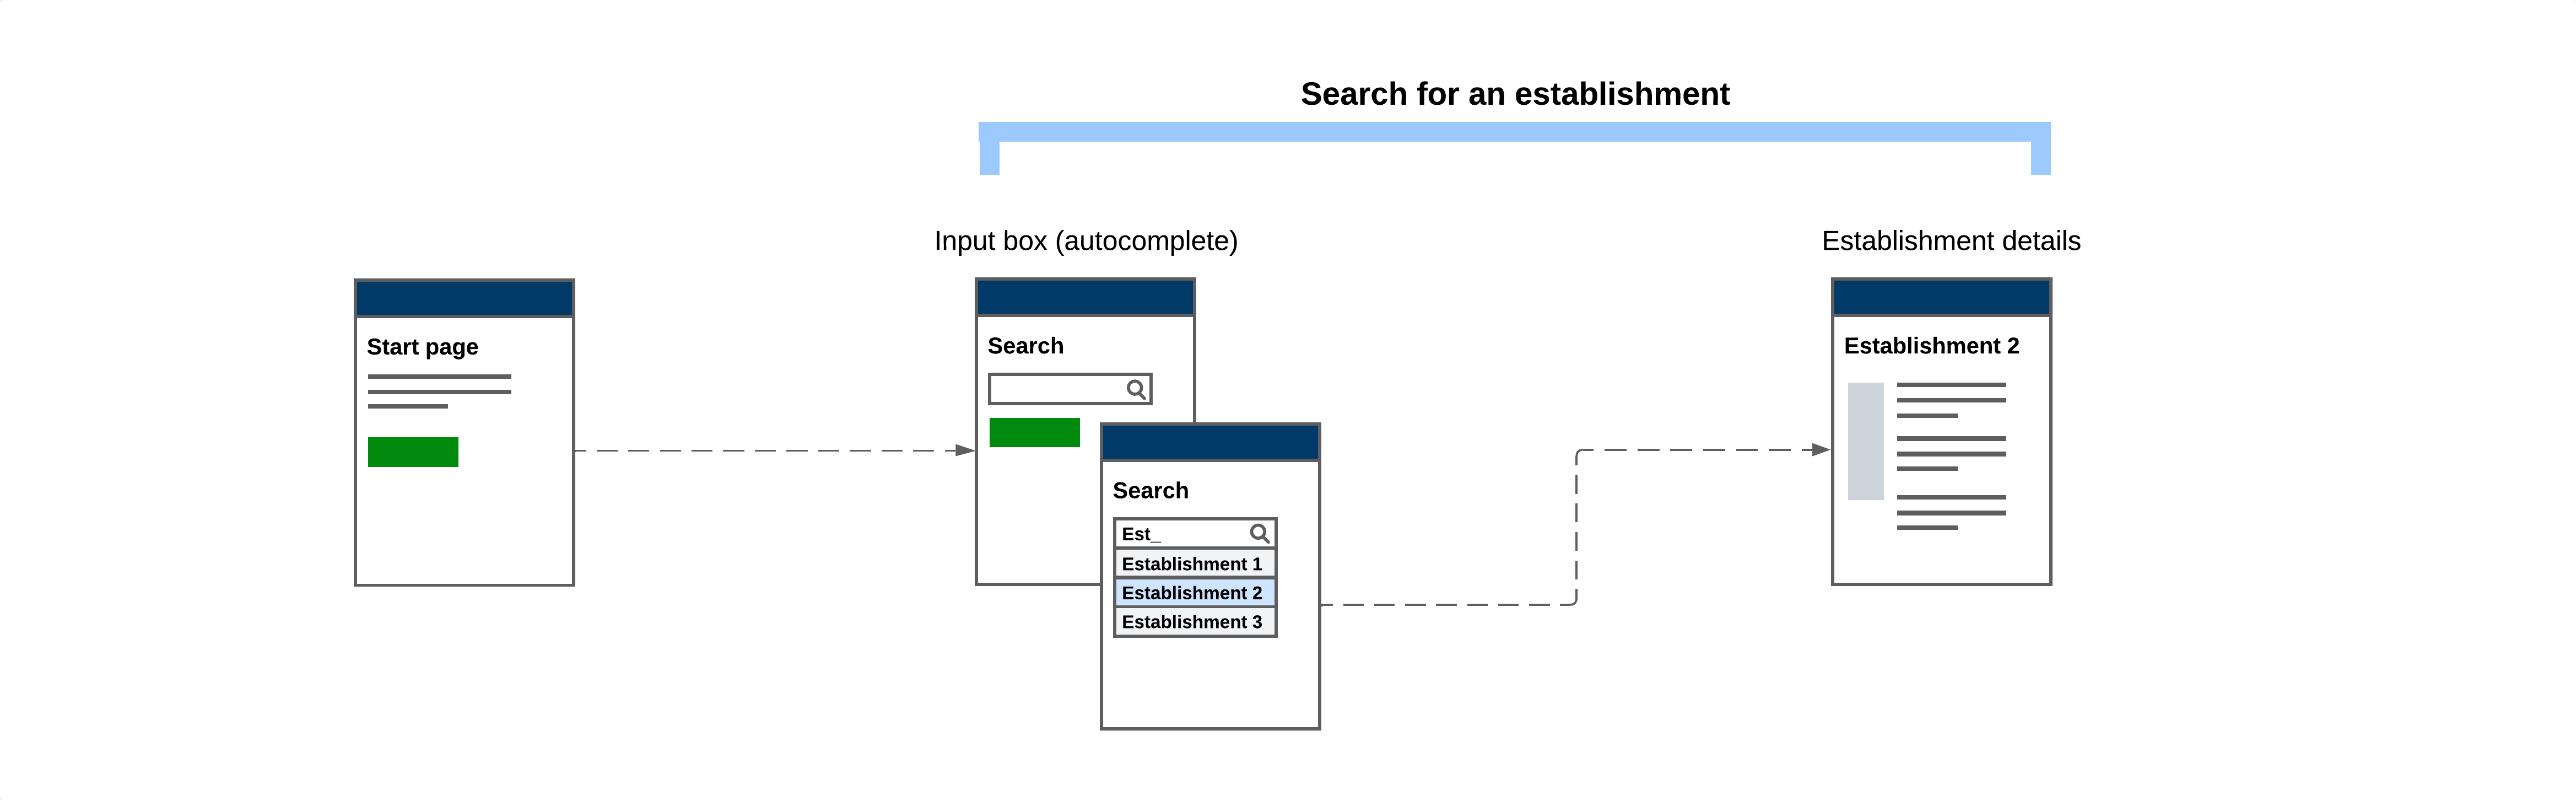 Search for an establishment
Input box (autocomplete)
Establishment details
Start page
Search
Search
Est_
Establishment 1
Establishment 2
Establishment 3
Establishment 2